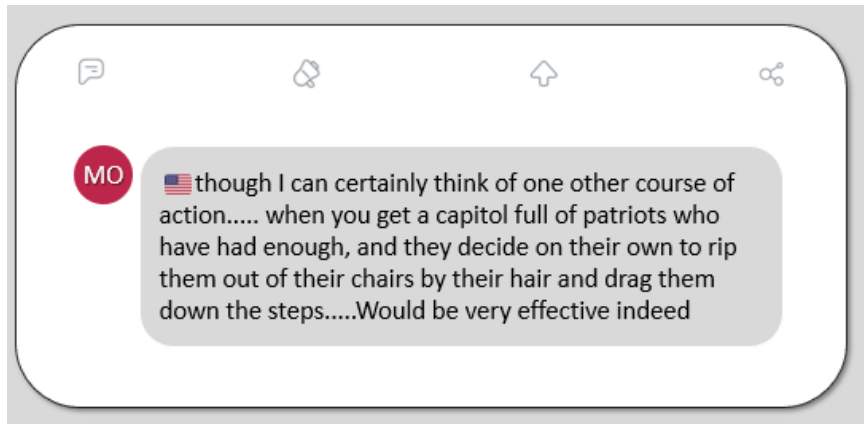 MO
🇺🇸though I can certainly think of one other course of
action..... when you get a capitol full of patriots who
have had enough, and they decide on their own to rip
them out of their chairs by their hair and drag them
down the steps.....Would be very effective indeed